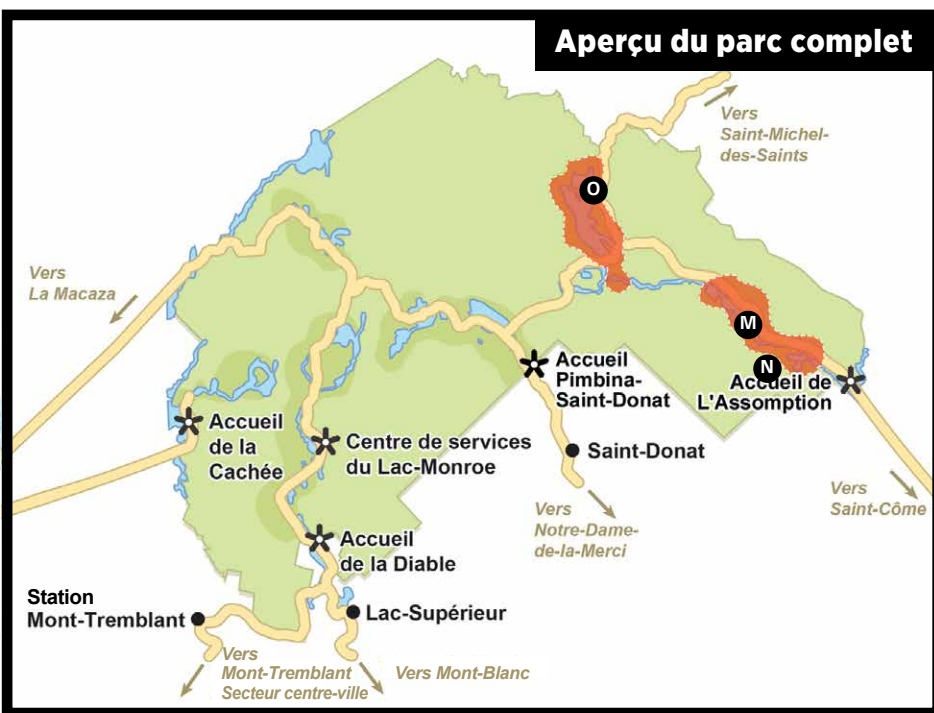 Aperçu du parc complet
Vers
Saint-Michel-
des-Saints
O
Vers
La Macaza
M
N
Accueil
Pimbina-
Saint-Donat
Accueil de
L'Assomption
Accueil
de la
Cachée
Centre de services
du Lac-Monroe
Saint-Donat
Vers
Saint-Côme
Vers
Notre-Dame-
de-la-Merci
Accueil
de la Diable
Station
Mont-Tremblant
Lac-Supérieur
Vers
Mont-Tremblant
Secteur centre-ville
Vers Mont-Blanc